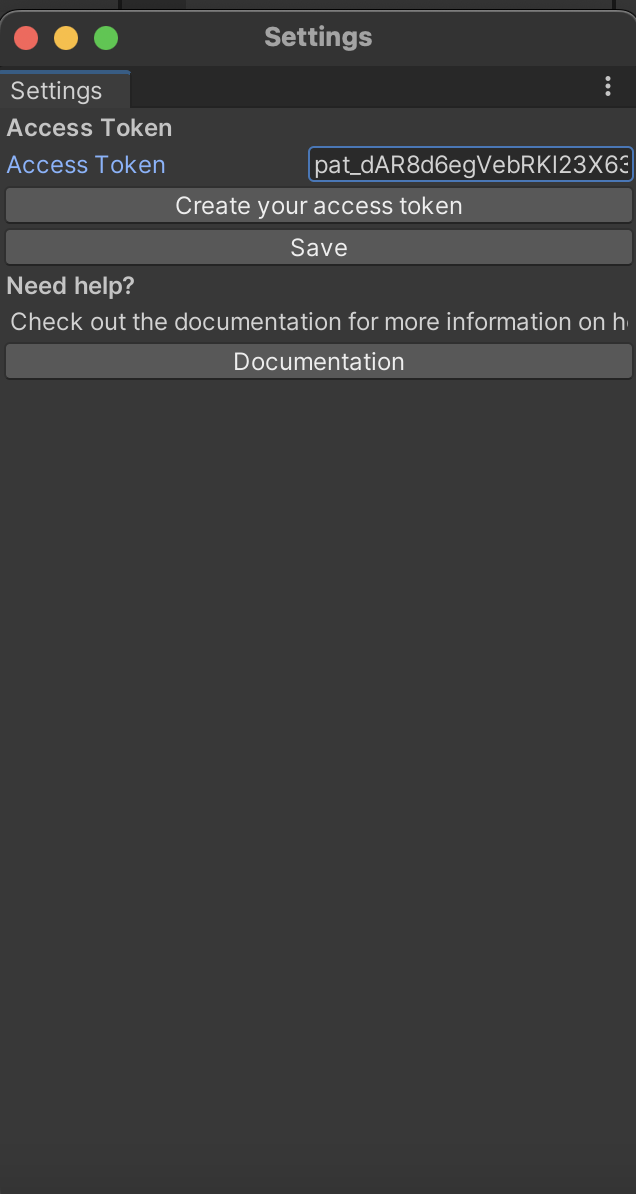 Settings
Settings
Access Token
Access Token pat_dAR8d6egVebRKI23X63
Create your access token
Save
Need help?
Check out the documentation for more information on h
Documentation